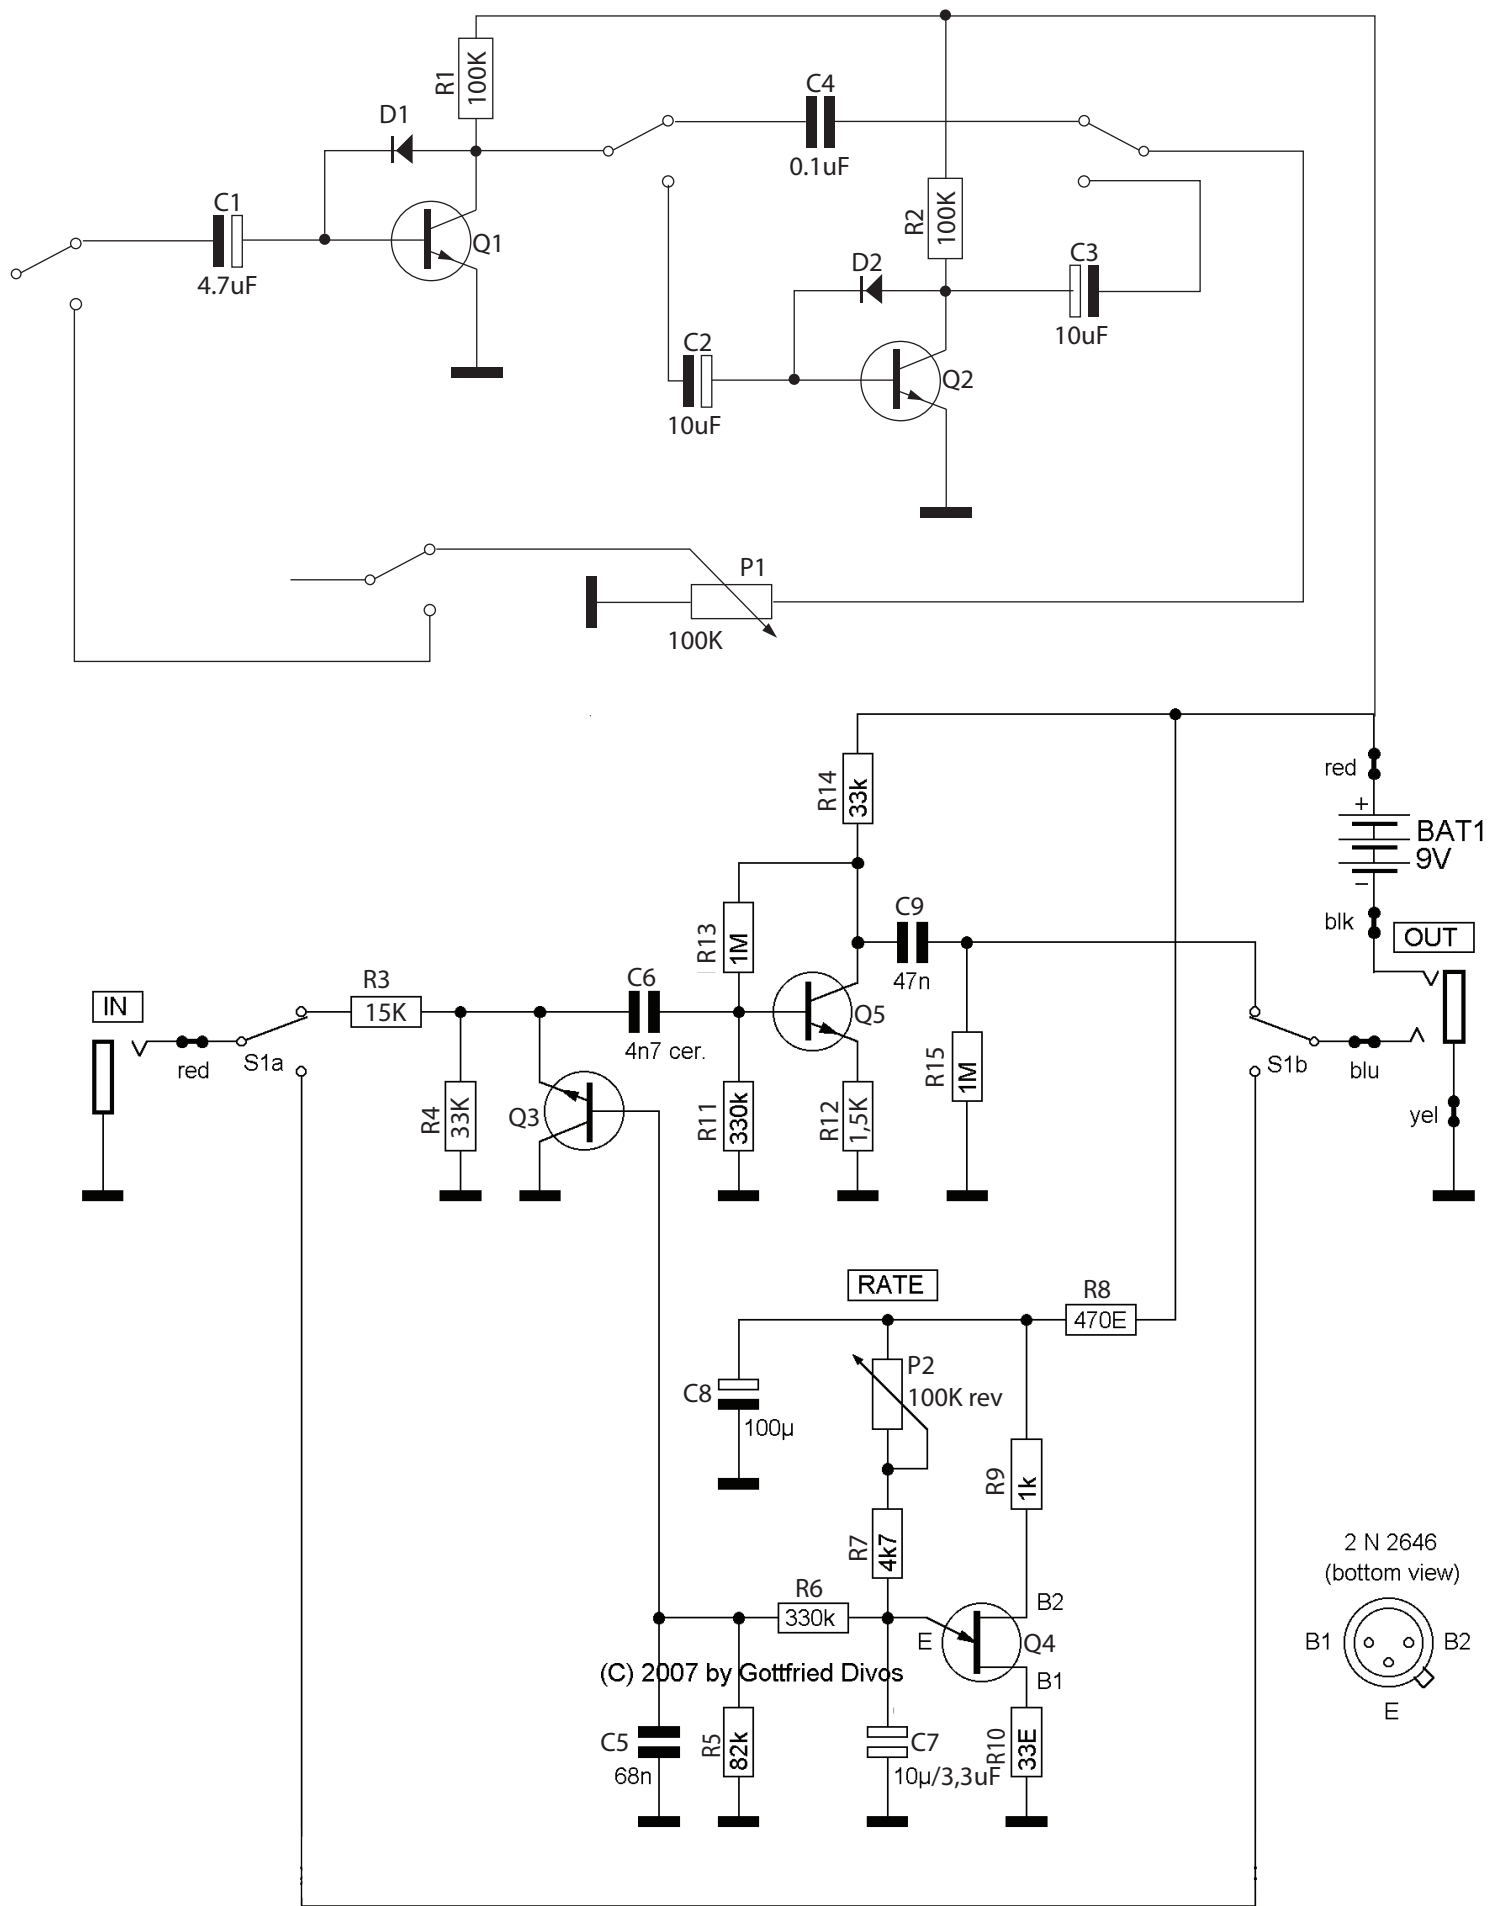 R1
100K
D1
C4
0.1uF
C1
4.7uF
Q1
R2
100K
D2
C3
10uF
C2
10uF
Q2
P1
100K
R14
33k
red
+
BAT1
9V
−
blk
OUT
R13
1M
C9
47n
IN
R3
15K
C6
4n7 cer.
Q5
S1a
red
R4
33K
Q3
R11
330k
R12
1,5K
R15
1M
S1b
blu
yel
RATE
R8
470E
P2
100K rev
C8
100µ
R9
1k
R7
4k7
R6
330k
B2
E
Q4
B1
(C) 2007 by Gottfried Divos
C5
68n
R5
82k
C7
10µ/3,3uF
R10
33E
2 N 2646
(bottom view)
B1
B2
E